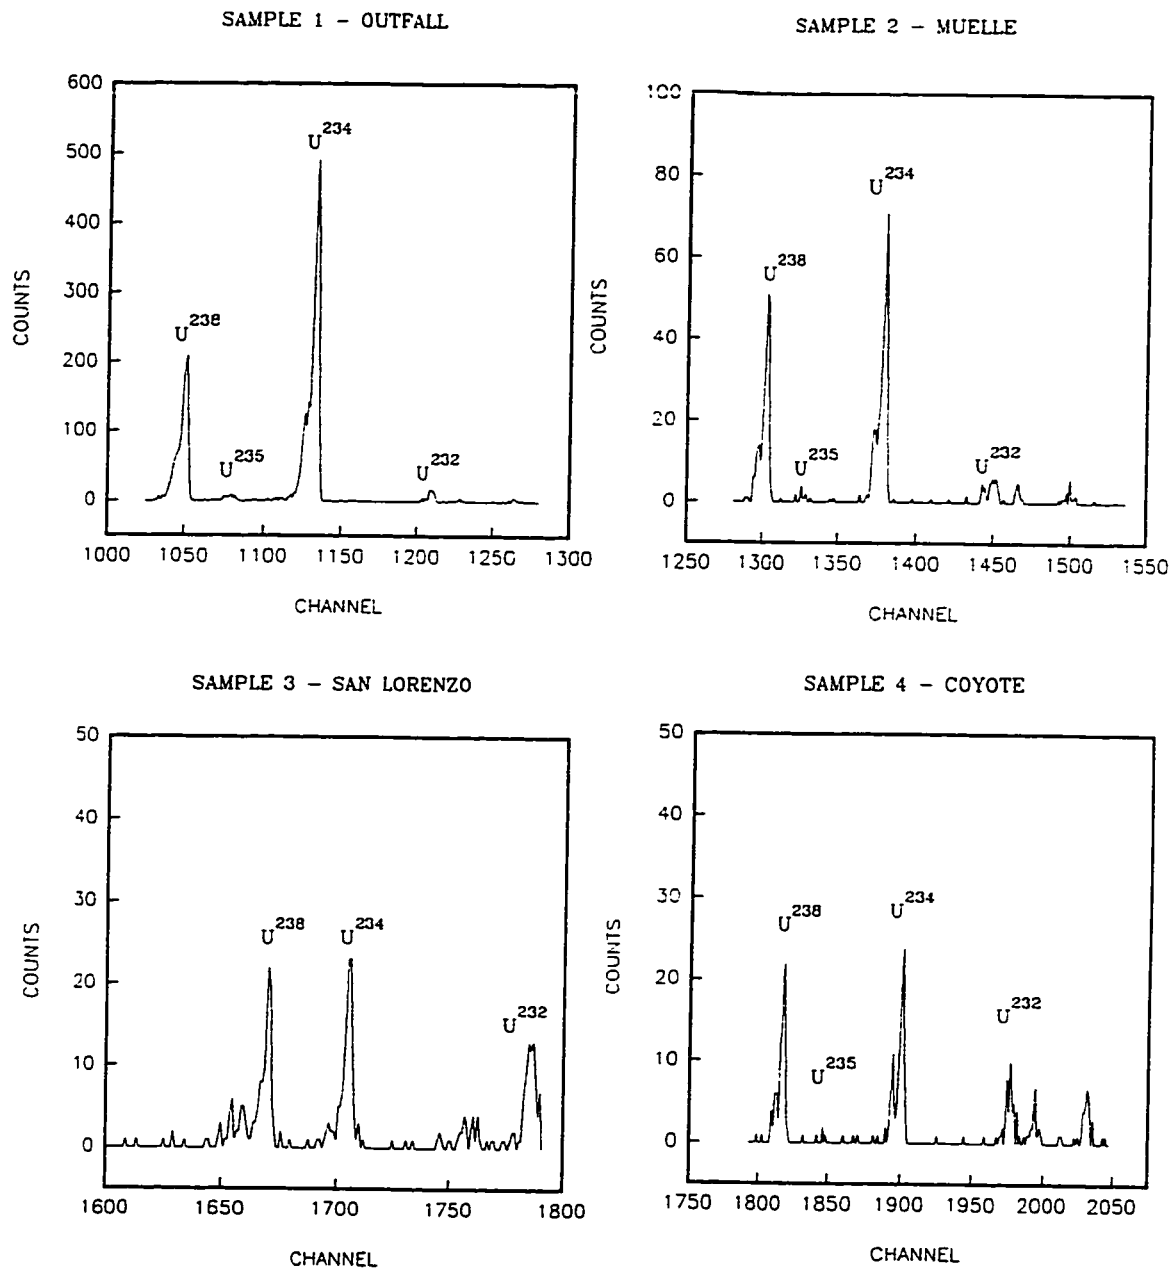 SAMPLE 1 - OUTFALL
600
500
400
300
200
100
0
COUNTS
U238
U235
U234
U232
1000 1050 1100 1150 1200 1250 1300
CHANNEL
SAMPLE 2 - MUELLE
100
80
60
40
20
0
COUNTS
U238
U235
U234
U232
1250 1300 1350 1400 1450 1500 1550
CHANNEL
SAMPLE 3 - SAN LORENZO
50
40
30
20
10
0
COUNTS
U238
U234
U232
1600 1650 1700 1750 1800
CHANNEL
SAMPLE 4 - COYOTE
50
40
30
20
10
0
COUNTS
U238
U235
U234
U232
1750 1800 1850 1900 1950 2000 2050
CHANNEL